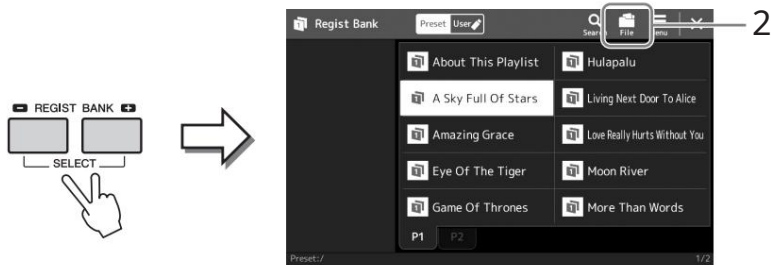 − REGIST BANK +
SELECT
Regist Bank
Preset User
Search File Menu
2
About This Playlist
Hulapalu
A Sky Full Of Stars
Living Next Door To Alice
Amazing Grace
Love Really Hurts Without You
Eye Of The Tiger
Moon River
Game Of Thrones
More Than Words
P1 P2
Preset:/
1/2